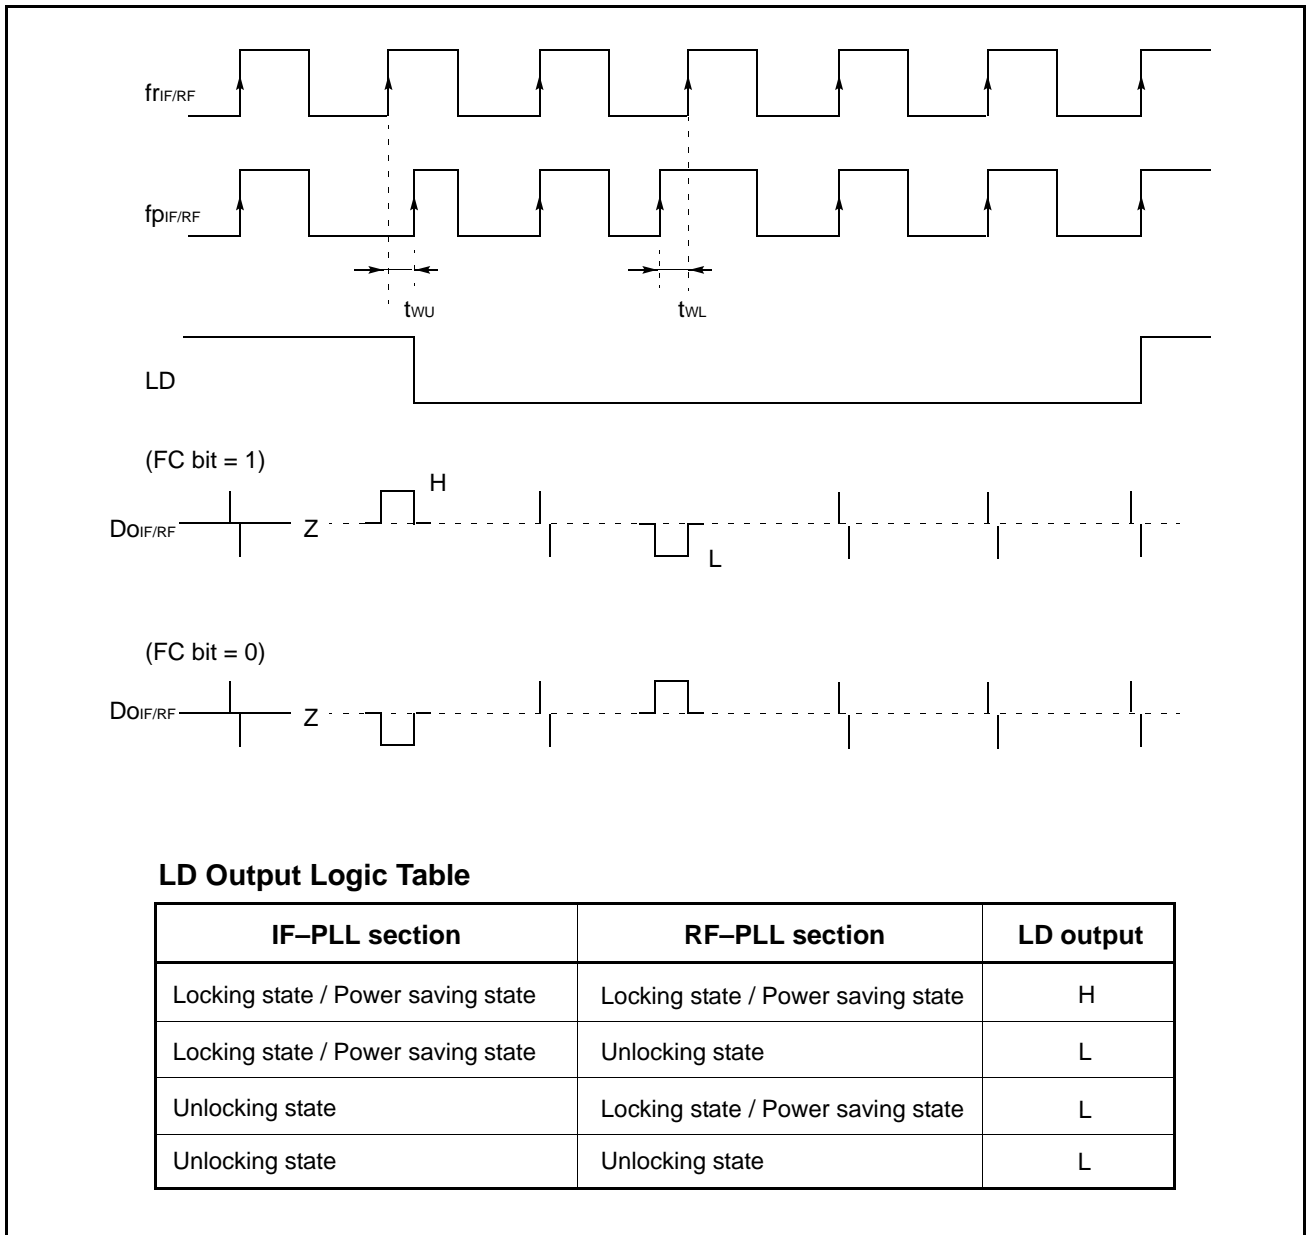 frIF/RF
fpIF/RF
tWU tWL
LD
(FC bit = 1)
H
DoIF/RF Z
L
(FC bit = 0)
DoIF/RF Z
LD Output Logic Table
IF–PLL section RF–PLL section LD output
Locking state / Power saving state Locking state / Power saving state H
Locking state / Power saving state Unlocking state L
Unlocking state Locking state / Power saving state L
Unlocking state Unlocking state L